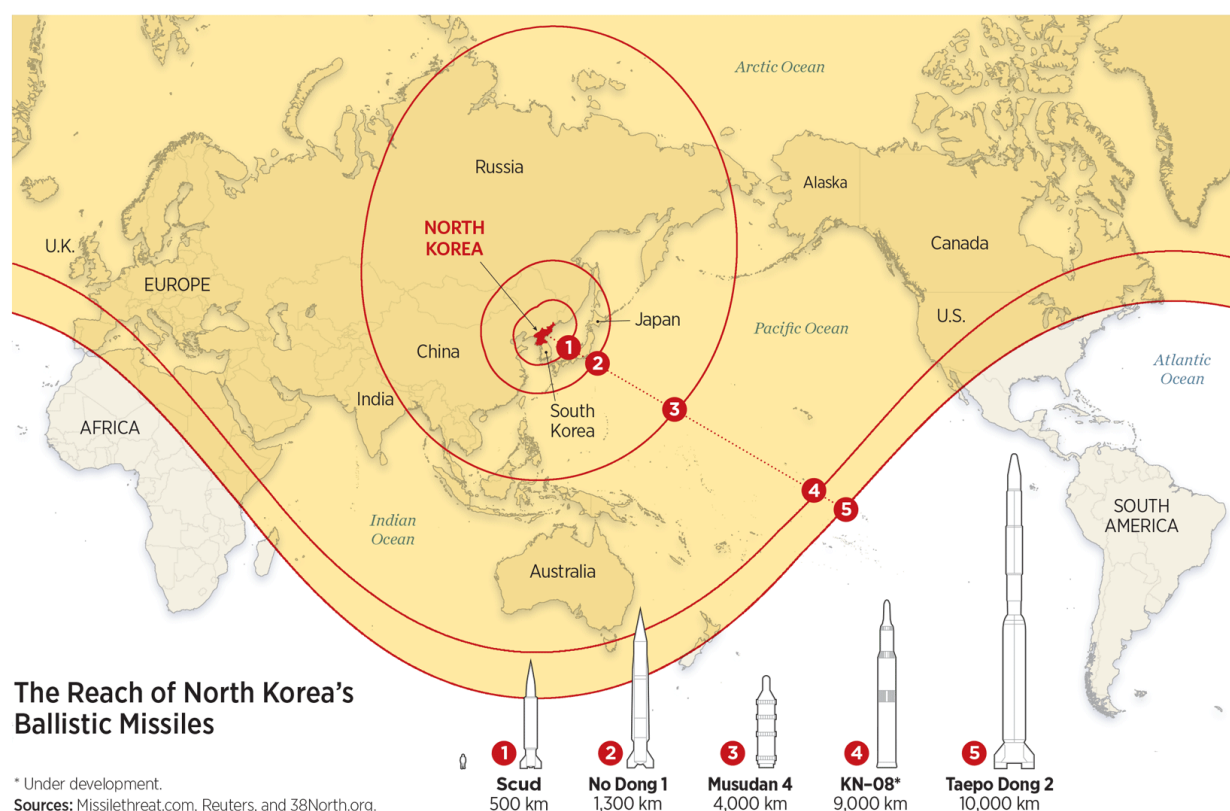 Arctic Ocean
Russia
Alaska
NORTH
KOREA
U.K.
Canada
EUROPE
U.S.
Japan
Pacific Ocean
China
Atlantic
Ocean
1
2
India
3
South
Korea
AFRICA
4
5
SOUTH
AMERICA
Indian
Ocean
Australia
The Reach of North Korea’s
Ballistic Missiles
* Under development.
Sources: Missilethreat.com, Reuters, and 38North.org.
1
Scud
500 km
2
No Dong 1
1,300 km
3
Musudan 4
4,000 km
4
KN–08*
9,000 km
5
Taepo Dong 2
10,000 km